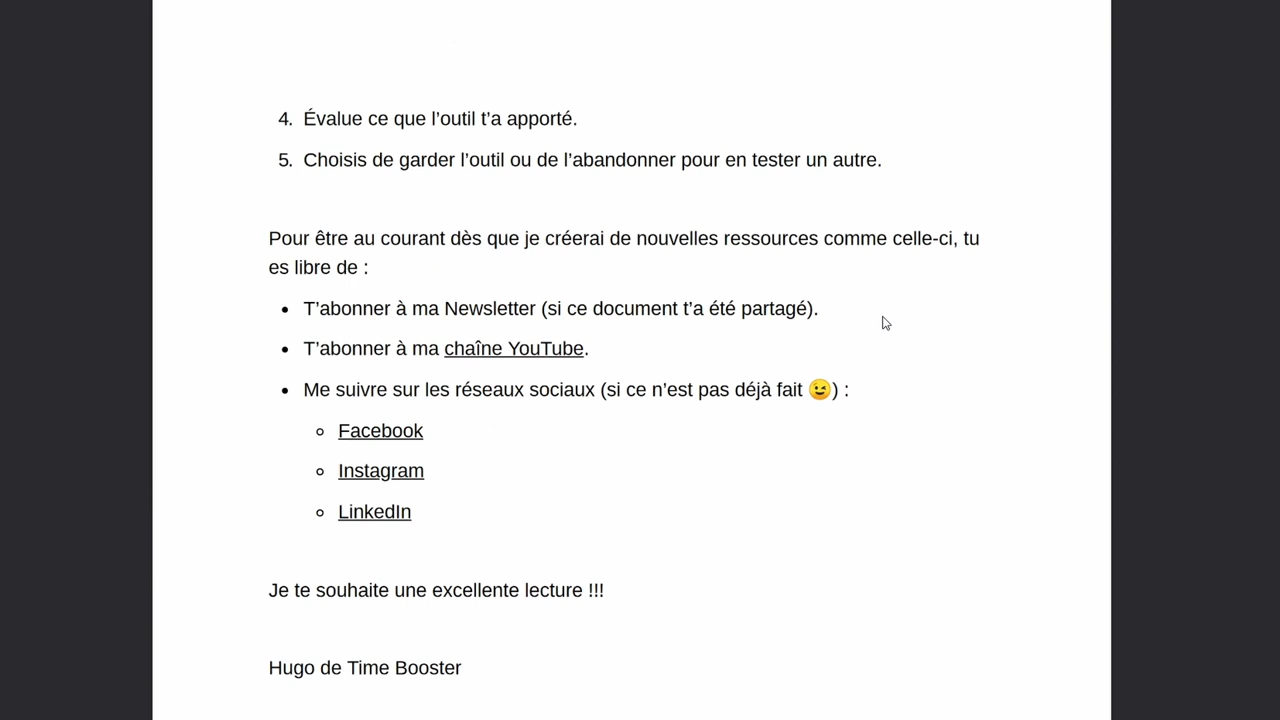 4. Évalue ce que l’outil t’a apporté.
5. Choisis de garder l’outil ou de l’abandonner pour en tester un autre.
Pour être au courant dès que je créerai de nouvelles ressources comme celle-ci, tu
es libre de :
• T’abonner à ma Newsletter (si ce document t’a été partagé).
• T’abonner à ma chaîne YouTube.
• Me suivre sur les réseaux sociaux (si ce n’est pas déjà fait 😉) :
◦ Facebook
◦ Instagram
◦ LinkedIn
Je te souhaite une excellente lecture !!!
Hugo de Time Booster